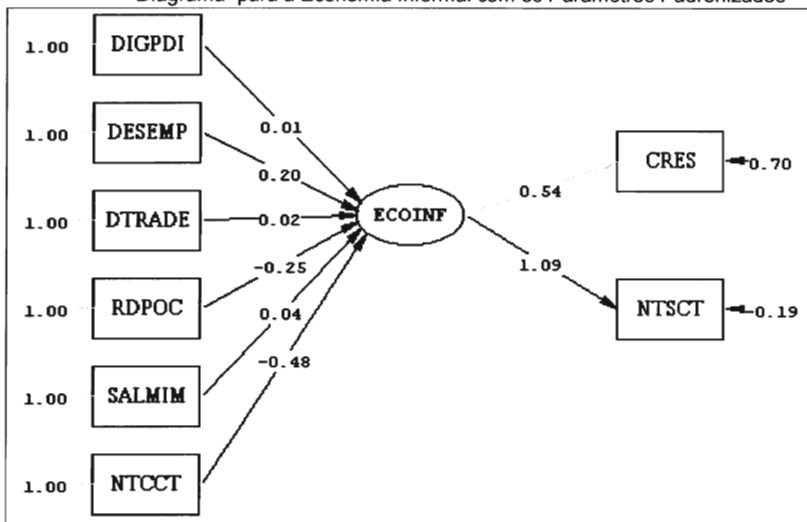 Diagrama para a Economia Informal com os Parâmetros Padronizados
1.00 DIGPDI
0.01
1.00 DESEMP
0.20
1.00 DTRADE
0.02
1.00 RDPOC
-0.25
1.00 SALMIM
0.04
1.00 NTCCT
-0.48
ECOINF
0.54
CRES 0.70
1.09
NTSCT -0.19